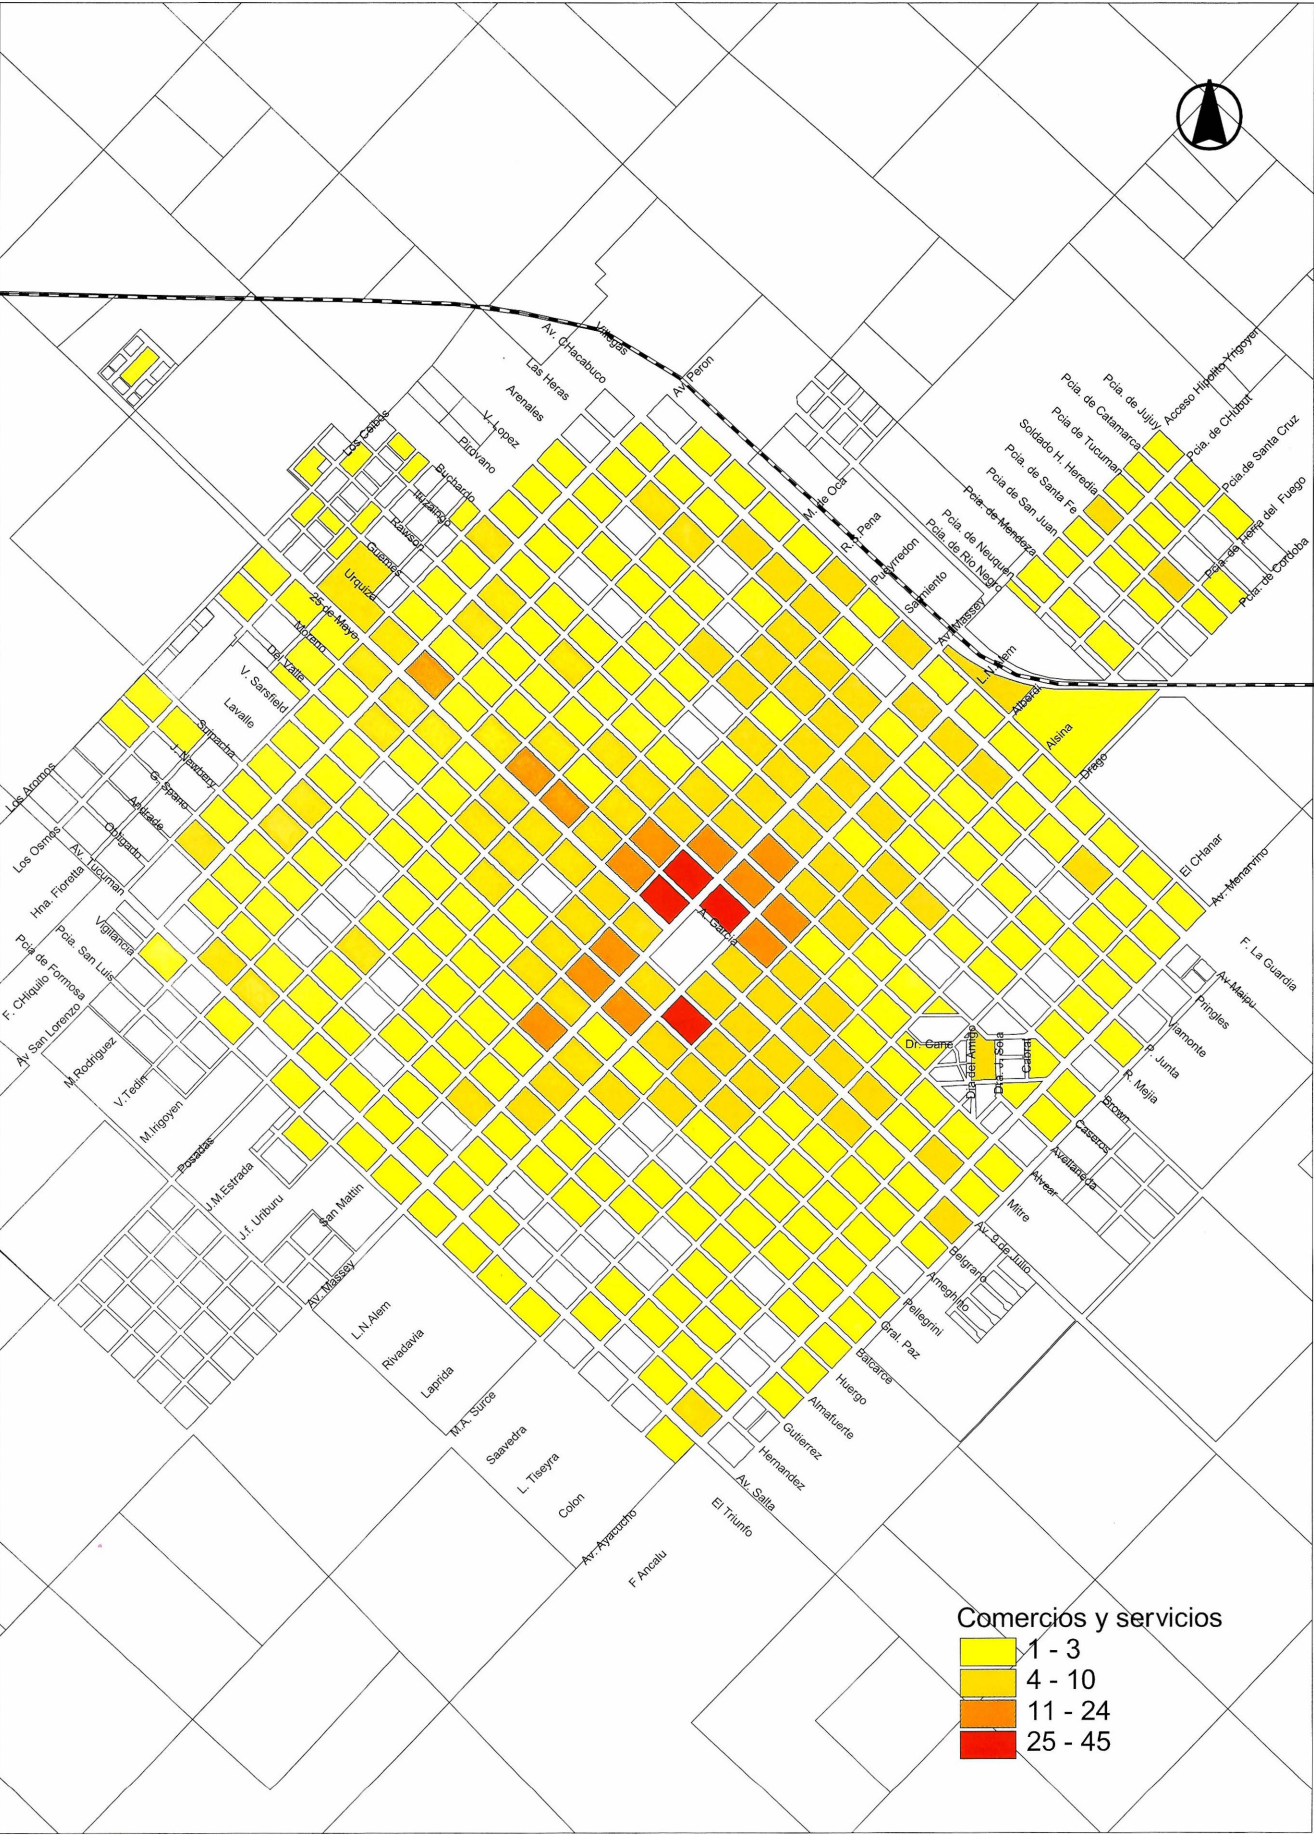 Villegas
Av. CHacabuco
Las Heras
Arenales
Av. Peron
V. Lopez
Pirovano
Los Ceibos
Buchardo
Ituzaingo
Rawson
Guemes
Urquiza
25 de Mayo
Moreno
Del Valle
V. Sarsfield
Lavalle
Suipacha
J. Newbery
G. Spano
Andrade
Obligado
Av. Tucuman
Los Aromos
Los Osmos
Hna. Fioretta
Vigilancia
Pcia. San Luis
Pcia de Formosa
F. CHiquilo
Av San Lorenzo
M.Rodriguez
V.Tedin
M.Irigoyen
Posadas
J.M.Estrada
J.f. Uriburu
San Mattin
Av. Massey
L.N.Alem
Rivadavia
Laprida
M.A. Surce
Saavedra
L. Tiseyra
Colon
Av. Ayacucho
F Ancalu
El Triunfo
Av. Salta
Hernandez
Gutierrez
Almafuerte
Huergo
Balcarce
Gral. Paz
Pellegrini
Ameghino
Belgrano
Av. 9 de Julio
Mitre
Alvear
Avellaneda
Caseros
Brown
R. Mejia
P. Junta
Viamonte
Pringles
Av Maipu
F. La Guardia
Av. Menarvino
El CHanar
Dr. Cane
Dia del Amigo
Dra. J. Sola
Cabral
A. Garcia
Drago
Alsina
Alberdi
L.N.Alem
Av. Massey
Sarmiento
Pueyrredon
R.S.Pena
M. de Oca
Pcia. de Rio Negro
Pcia. de Neuquen
Pcia. de Mendoza
Pcia de San Juan
Pcia. de Santa Fe
Soldado H. Heredia
Pcia de Tucuman
Pcia. de Catamarca
Pcia. de Jujuy
Acceso Hipolito Yrigoyen
Pcia. de CHubut
Pcia.de Santa Cruz
Pcia. de Tierra del Fuego
Pcia. de Cordoba
Comercios y servicios
1 - 3
4 - 10
11 - 24
25 - 45